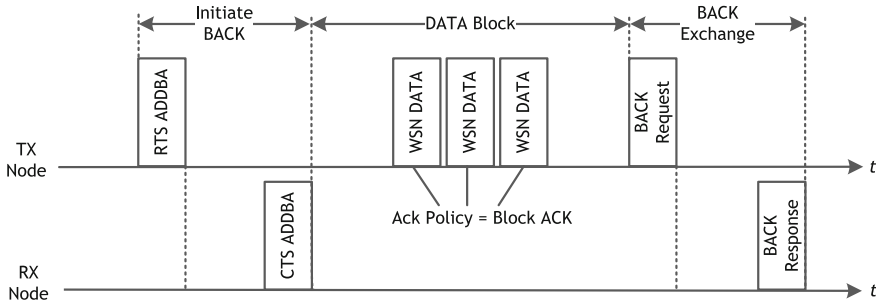 Initiate
BACK
DATA Block
BACK
Exchange
RTS ADDBA
WSN DATA
WSN DATA
WSN DATA
BACK
Request
TX
Node
t
CTS ADDBA
Ack Policy = Block ACK
BACK
Response
RX
Node
t